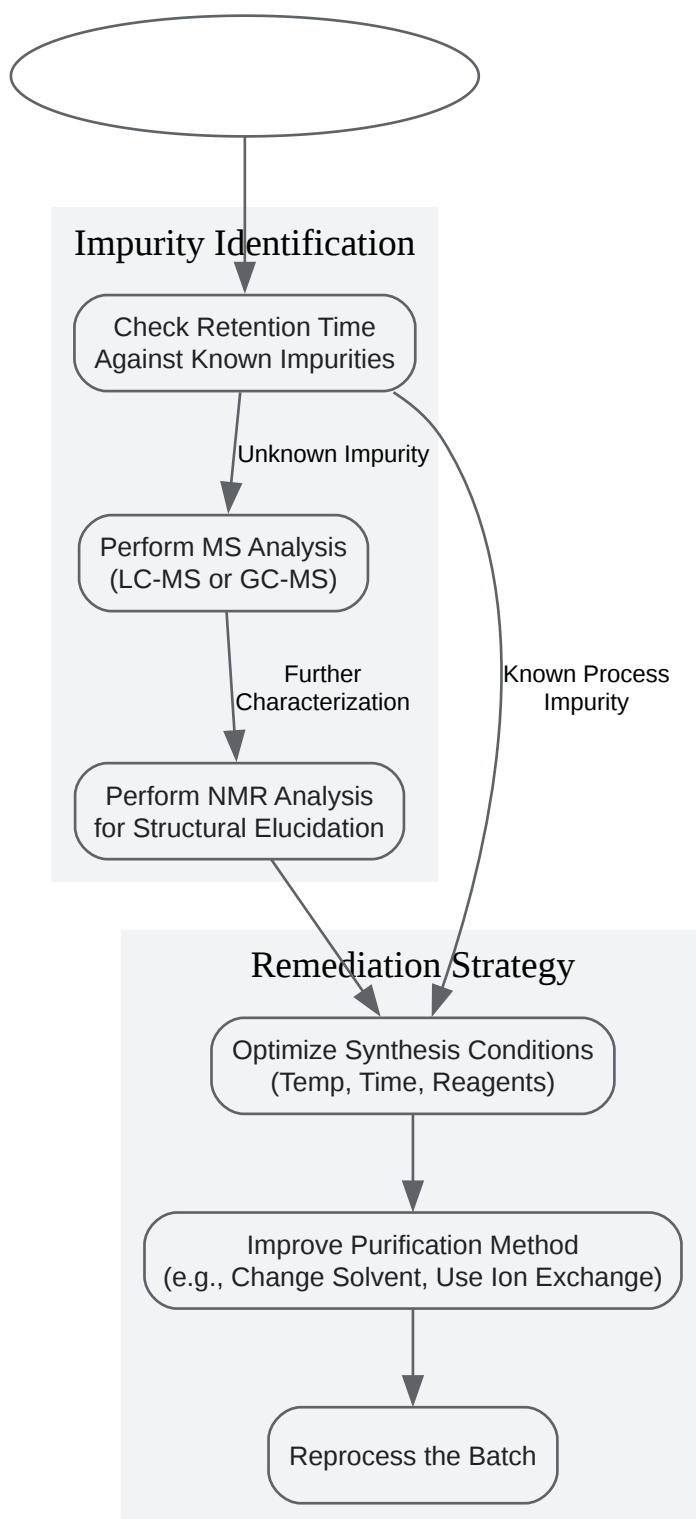 Impurity Identification
Check Retention Time
Against Known Impurities
Unknown Impurity
Perform MS Analysis
(LC-MS or GC-MS)
Further
Characterization
Known Process
Impurity
Perform NMR Analysis
for Structural Elucidation
Remediation Strategy
Optimize Synthesis Conditions
(Temp, Time, Reagents)
Improve Purification Method
(e.g., Change Solvent, Use Ion Exchange)
Reprocess the Batch